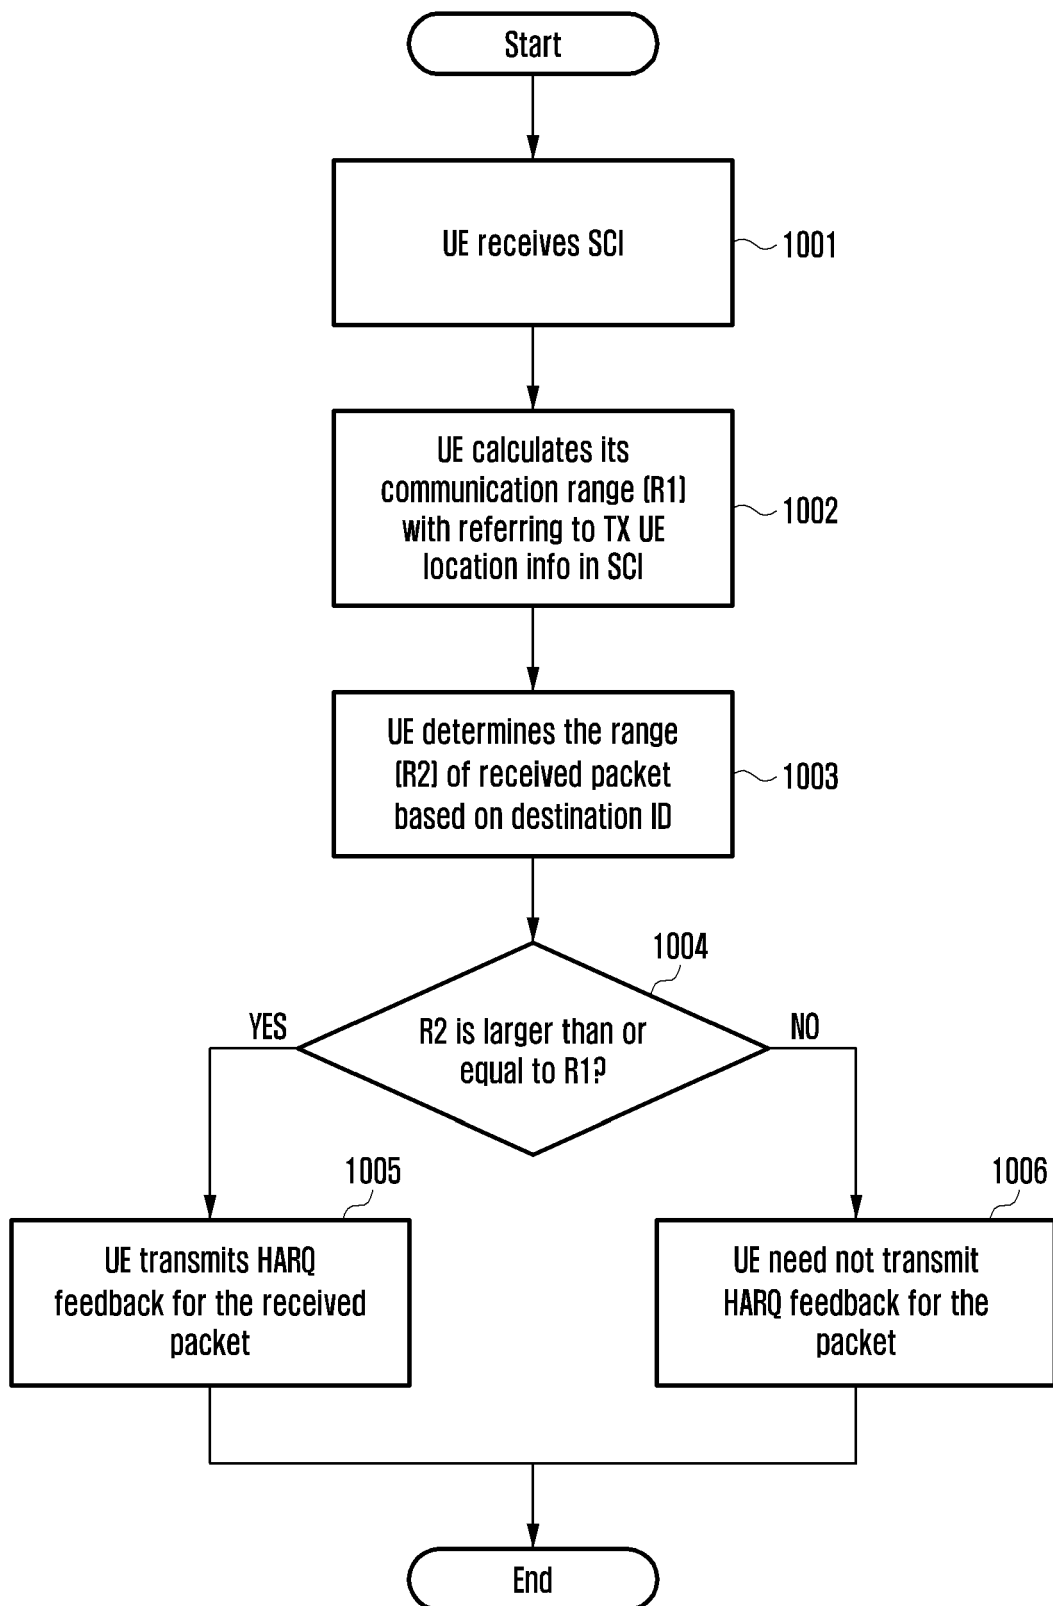 Start
UE receives SCI
1001
UE calculates its
communication range (R1)
with referring to TX UE
location info in SCI
1002
UE determines the range
(R2) of received packet
based on destination ID
1003
1004
YES
R2 is larger than or
equal to R1?
NO
1005
UE transmits HARQ
feedback for the received
packet
1006
UE need not transmit
HARQ feedback for the
packet
End